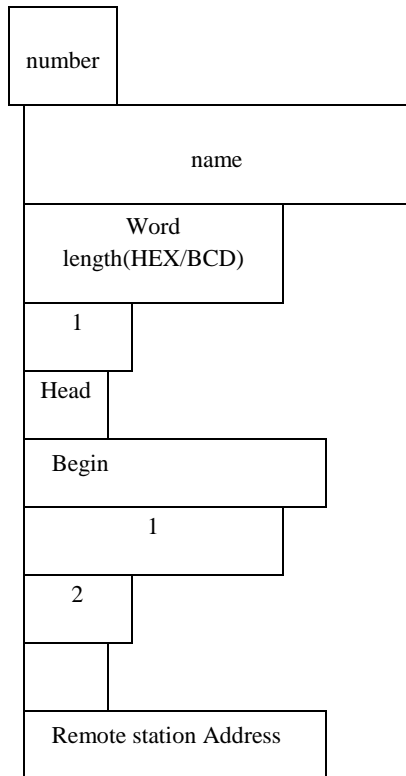 number
name
Word
length(HEX/BCD)
1
Head
Begin
1
2
Remote station Address